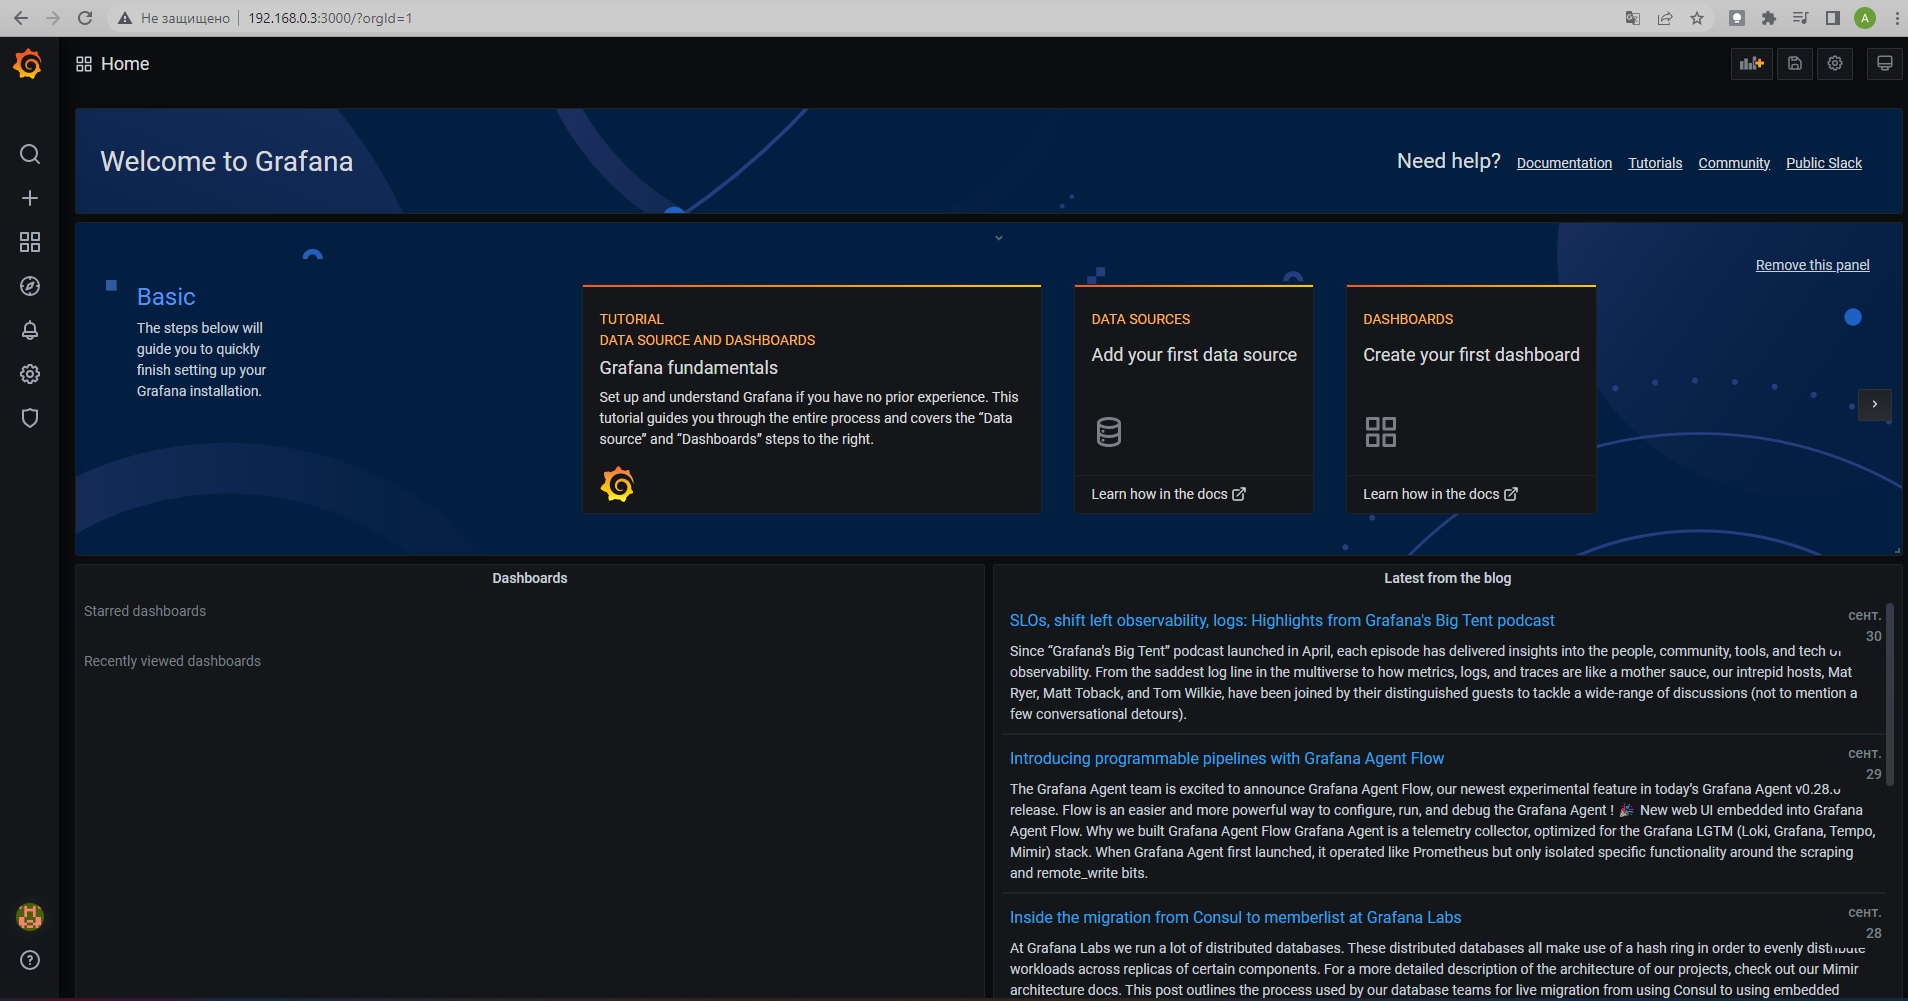 Не защищено
192.168.0.3:3000/?orgId=1
A
Home
Welcome to Grafana
Need help? Documentation Tutorials Community Public Slack
Remove this panel
Basic
The steps below will
guide you to quickly
finish setting up your
Grafana installation.
TUTORIAL
DATA SOURCE AND DASHBOARDS
Grafana fundamentals
Set up and understand Grafana if you have no prior experience. This
tutorial guides you through the entire process and covers the “Data
source” and “Dashboards” steps to the right.
DATA SOURCES
Add your first data source
Learn how in the docs
DASHBOARDS
Create your first dashboard
Learn how in the docs
Dashboards
Starred dashboards
Recently viewed dashboards
Latest from the blog
SLOs, shift left observability, logs: Highlights from Grafana's Big Tent podcast
сент.
30
Since “Grafana’s Big Tent” podcast launched in April, each episode has delivered insights into the people, community, tools, and tech of
observability. From the saddest log line in the multiverse to how metrics, logs, and traces are like a mother sauce, our intrepid hosts, Mat
Ryer, Matt Toback, and Tom Wilkie, have been joined by their distinguished guests to tackle a wide-range of discussions (not to mention a
few conversational detours).
Introducing programmable pipelines with Grafana Agent Flow
сент.
29
The Grafana Agent team is excited to announce Grafana Agent Flow, our newest experimental feature in today’s Grafana Agent v0.28.0
release. Flow is an easier and more powerful way to configure, run, and debug the Grafana Agent ! 🎉 New web UI embedded into Grafana
Agent Flow. Why we built Grafana Agent Flow Grafana Agent is a telemetry collector, optimized for the Grafana LGTM (Loki, Grafana, Tempo,
Mimir) stack. When Grafana Agent first launched, it operated like Prometheus but only isolated specific functionality around the scraping
and remote_write bits.
Inside the migration from Consul to memberlist at Grafana Labs
сент.
28
At Grafana Labs we run a lot of distributed databases. These distributed databases all make use of a hash ring in order to evenly distribute
workloads across replicas of certain components. For a more detailed description of the architecture of our projects, check out our Mimir
architecture docs. This post outlines the process used by our database teams for live migration from using Consul to using embedded